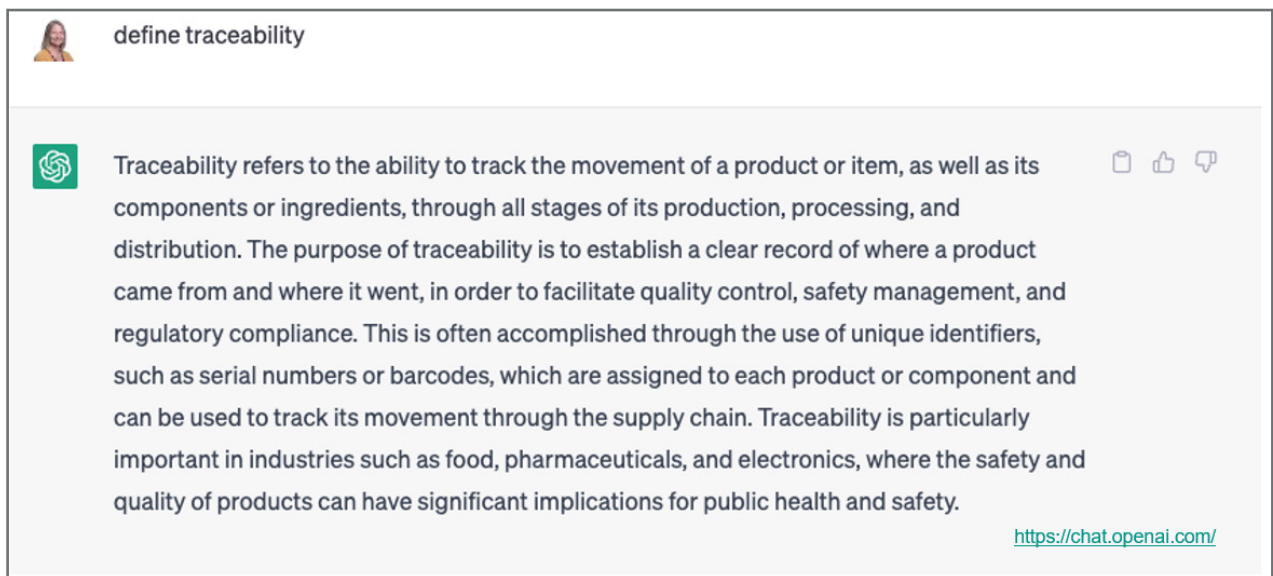 define traceability
Traceability refers to the ability to track the movement of a product or item, as well as its
components or ingredients, through all stages of its production, processing, and
distribution. The purpose of traceability is to establish a clear record of where a product
came from and where it went, in order to facilitate quality control, safety management, and
regulatory compliance. This is often accomplished through the use of unique identifiers,
such as serial numbers or barcodes, which are assigned to each product or component and
can be used to track its movement through the supply chain. Traceability is particularly
important in industries such as food, pharmaceuticals, and electronics, where the safety and
quality of products can have significant implications for public health and safety.
https://chat.openai.com/